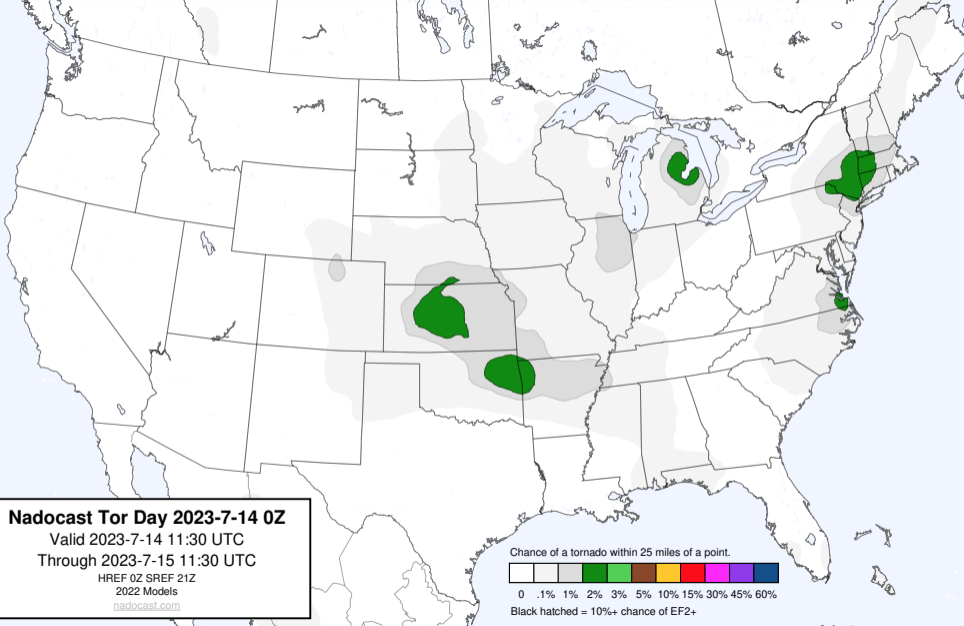 Nadocast Tor Day 2023-7-14 0Z
Valid 2023-7-14 11:30 UTC
Through 2023-7-15 11:30 UTC
HREF 0Z SREF 21Z
2022 Models
nadocast.com
Chance of a tornado within 25 miles of a point.
0 .1% 1% 2% 3% 5% 10% 15% 30% 45% 60%
Black hatched = 10%+ chance of EF2+